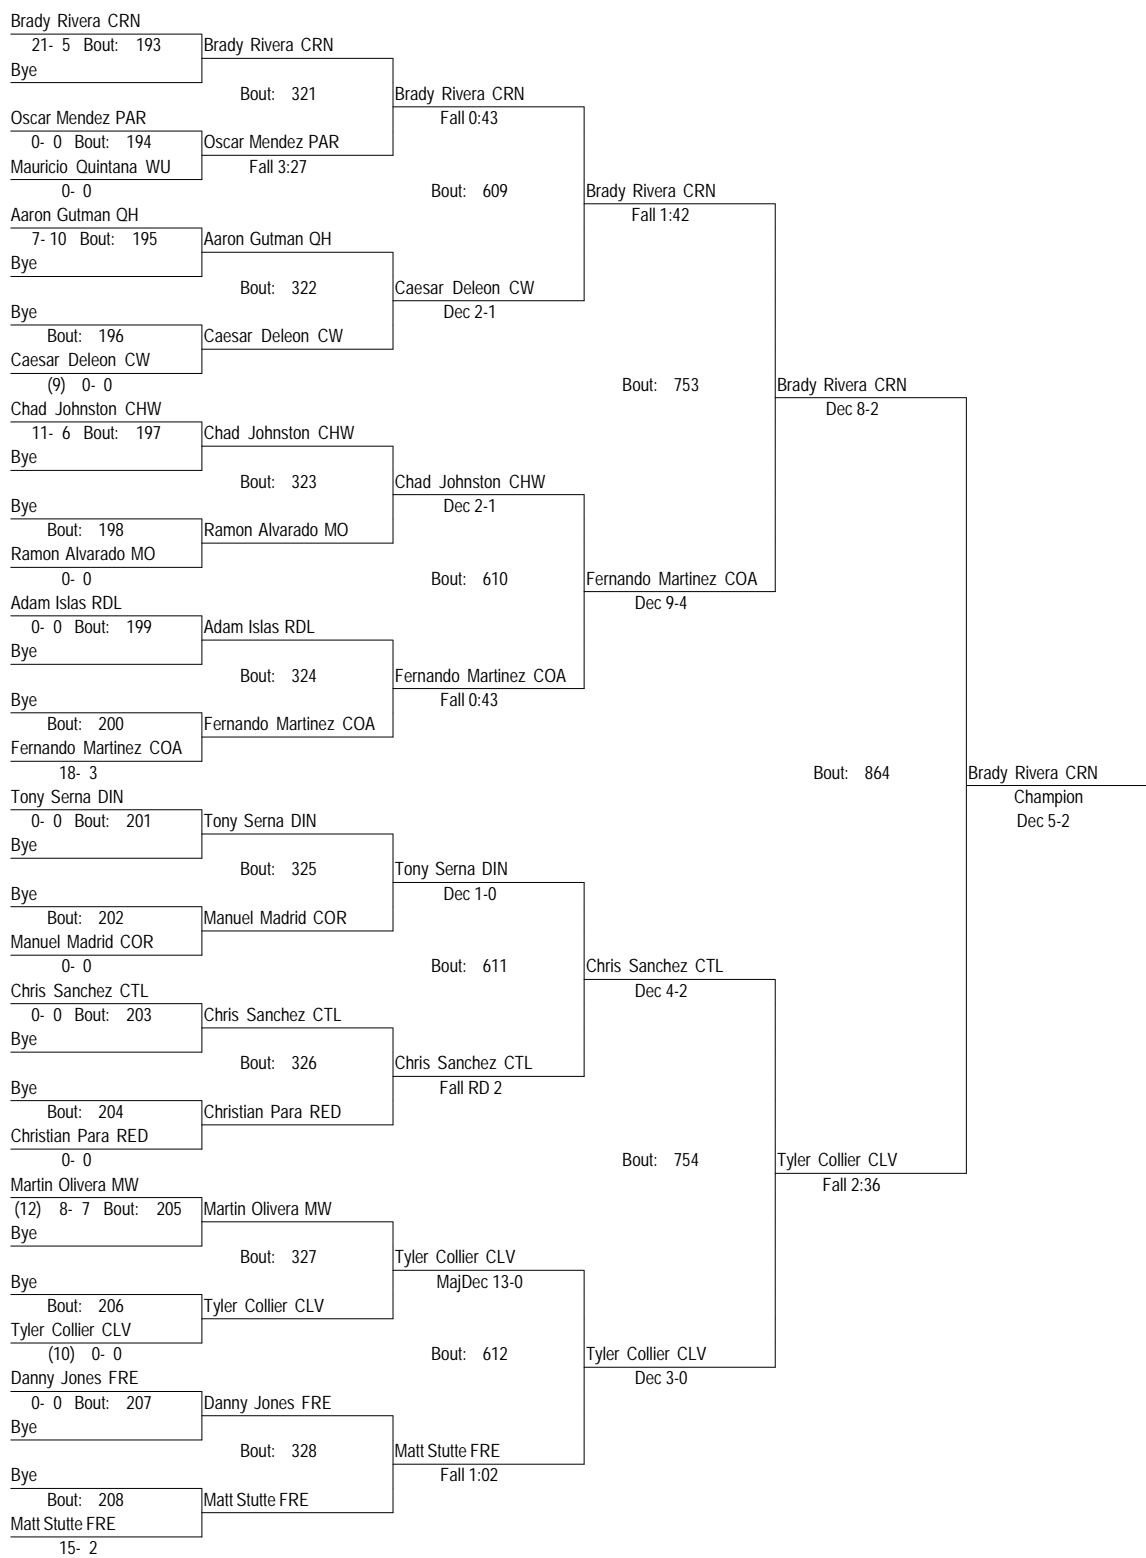 Brady Rivera CRN
21- 5 Bout: 193
Brady Rivera CRN
Bye
Bout: 321
Brady Rivera CRN
Fall 0:43
Oscar Mendez PAR
0- 0 Bout: 194
Oscar Mendez PAR
Mauricio Quintana WU
Fall 3:27
0- 0
Bout: 609
Brady Rivera CRN
Fall 1:42
Aaron Gutman QH
7- 10 Bout: 195
Aaron Gutman QH
Bye
Bout: 322
Caesar Deleon CW
Dec 2-1
Bye
Bout: 196
Caesar Deleon CW
Caesar Deleon CW
(9) 0- 0
Bout: 753
Brady Rivera CRN
Dec 8-2
Chad Johnston CHW
11- 6 Bout: 197
Chad Johnston CHW
Bye
Bout: 323
Chad Johnston CHW
Dec 2-1
Bye
Bout: 198
Ramon Alvarado MO
Ramon Alvarado MO
0- 0
Bout: 610
Fernando Martinez COA
Dec 9-4
Adam Islas RDL
0- 0 Bout: 199
Adam Islas RDL
Bye
Bout: 324
Fernando Martinez COA
Fall 0:43
Bye
Bout: 200
Fernando Martinez COA
Fernando Martinez COA
18- 3
Bout: 864
Brady Rivera CRN
Champion
Dec 5-2
Tony Serna DIN
0- 0 Bout: 201
Tony Serna DIN
Bye
Bout: 325
Tony Serna DIN
Dec 1-0
Bye
Bout: 202
Manuel Madrid COR
Manuel Madrid COR
0- 0
Bout: 611
Chris Sanchez CTL
Dec 4-2
Chris Sanchez CTL
0- 0 Bout: 203
Chris Sanchez CTL
Bye
Bout: 326
Chris Sanchez CTL
Fall RD 2
Bye
Bout: 204
Christian Para RED
Christian Para RED
0- 0
Bout: 754
Tyler Collier CLV
Fall 2:36
Martin Olivera MW
(12) 8- 7 Bout: 205
Martin Olivera MW
Bye
Bout: 327
Tyler Collier CLV
MajDec 13-0
Bye
Bout: 206
Tyler Collier CLV
Tyler Collier CLV
(10) 0- 0
Bout: 612
Tyler Collier CLV
Dec 3-0
Danny Jones FRE
0- 0 Bout: 207
Danny Jones FRE
Bye
Bout: 328
Matt Stutte FRE
Fall 1:02
Bye
Bout: 208
Matt Stutte FRE
Matt Stutte FRE
15- 2